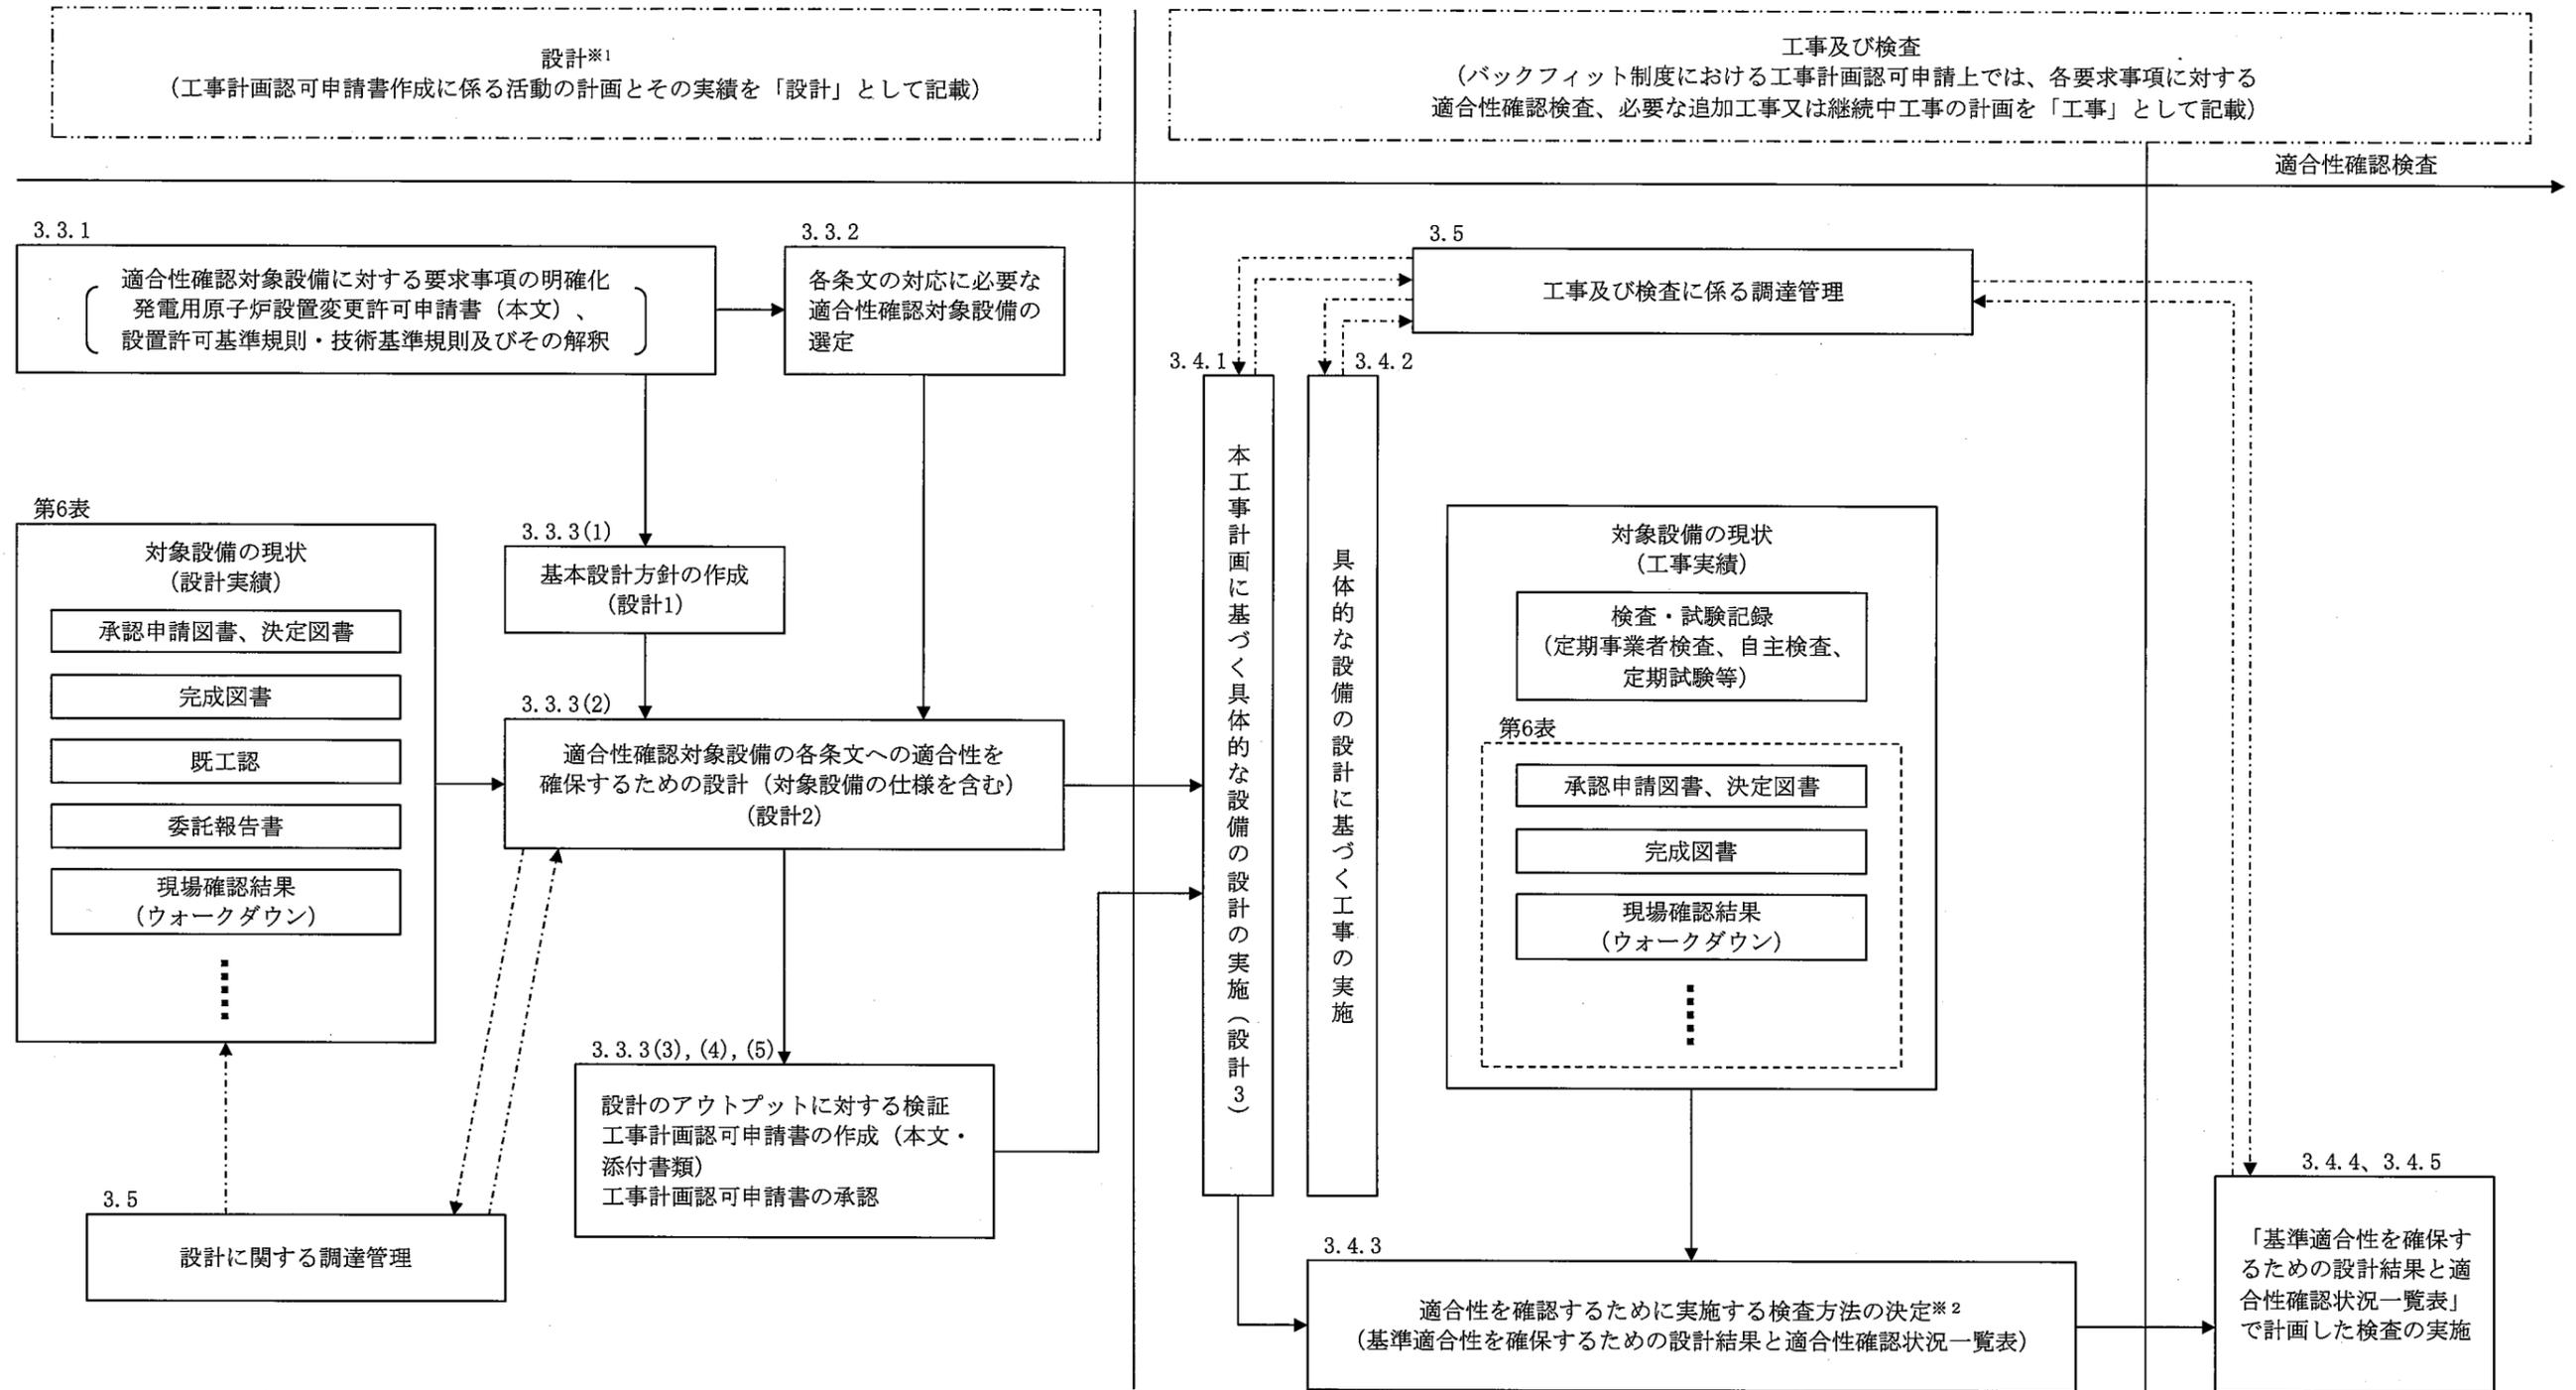 設計※1
（工事計画認可申請書作成に係る活動の計画とその実績を「設計」として記載）
工事及び検査
（バックフィット制度における工事計画認可申請上では、各要求事項に対する
適合性確認検査、必要な追加工事又は継続中工事の計画を「工事」として記載）
適合性確認検査
3.3.1
適合性確認対象設備に対する要求事項の明確化
発電用原子炉設置変更許可申請書（本文）、
設置許可基準規則・技術基準規則及びその解釈
3.3.2
各条文の対応に必要な
適合性確認対象設備の
選定
第6表
対象設備の現状
（設計実績）
承認申請図書、決定図書
完成図書
既工認
委託報告書
現場確認結果
（ウォークダウン）
3.3.3(1)
基本設計方針の作成
（設計1）
3.3.3(2)
適合性確認対象設備の各条文への適合性を
確保するための設計（対象設備の仕様を含む）
（設計2）
3.3.3(3),(4),(5)
設計のアウトプットに対する検証
工事計画認可申請書の作成（本文・
添付書類）
工事計画認可申請書の承認
3.5
設計に関する調達管理
3.5
工事及び検査に係る調達管理
3.4.1
本工事計画に基づく具体的な設備の設計の実施（設計3）
3.4.2
具体的な設備の設計に基づく工事の実施
対象設備の現状
（工事実績）
検査・試験記録
（定期事業者検査、自主検査、
定期試験等）
第6表
承認申請図書、決定図書
完成図書
現場確認結果
（ウォークダウン）
3.4.3
適合性を確認するために実施する検査方法の決定※2
（基準適合性を確保するための設計結果と適合性確認状況一覧表）
3.4.4、3.4.5
「基準適合性を確保す
るための設計結果と適
合性確認状況一覧表」
で計画した検査の実施